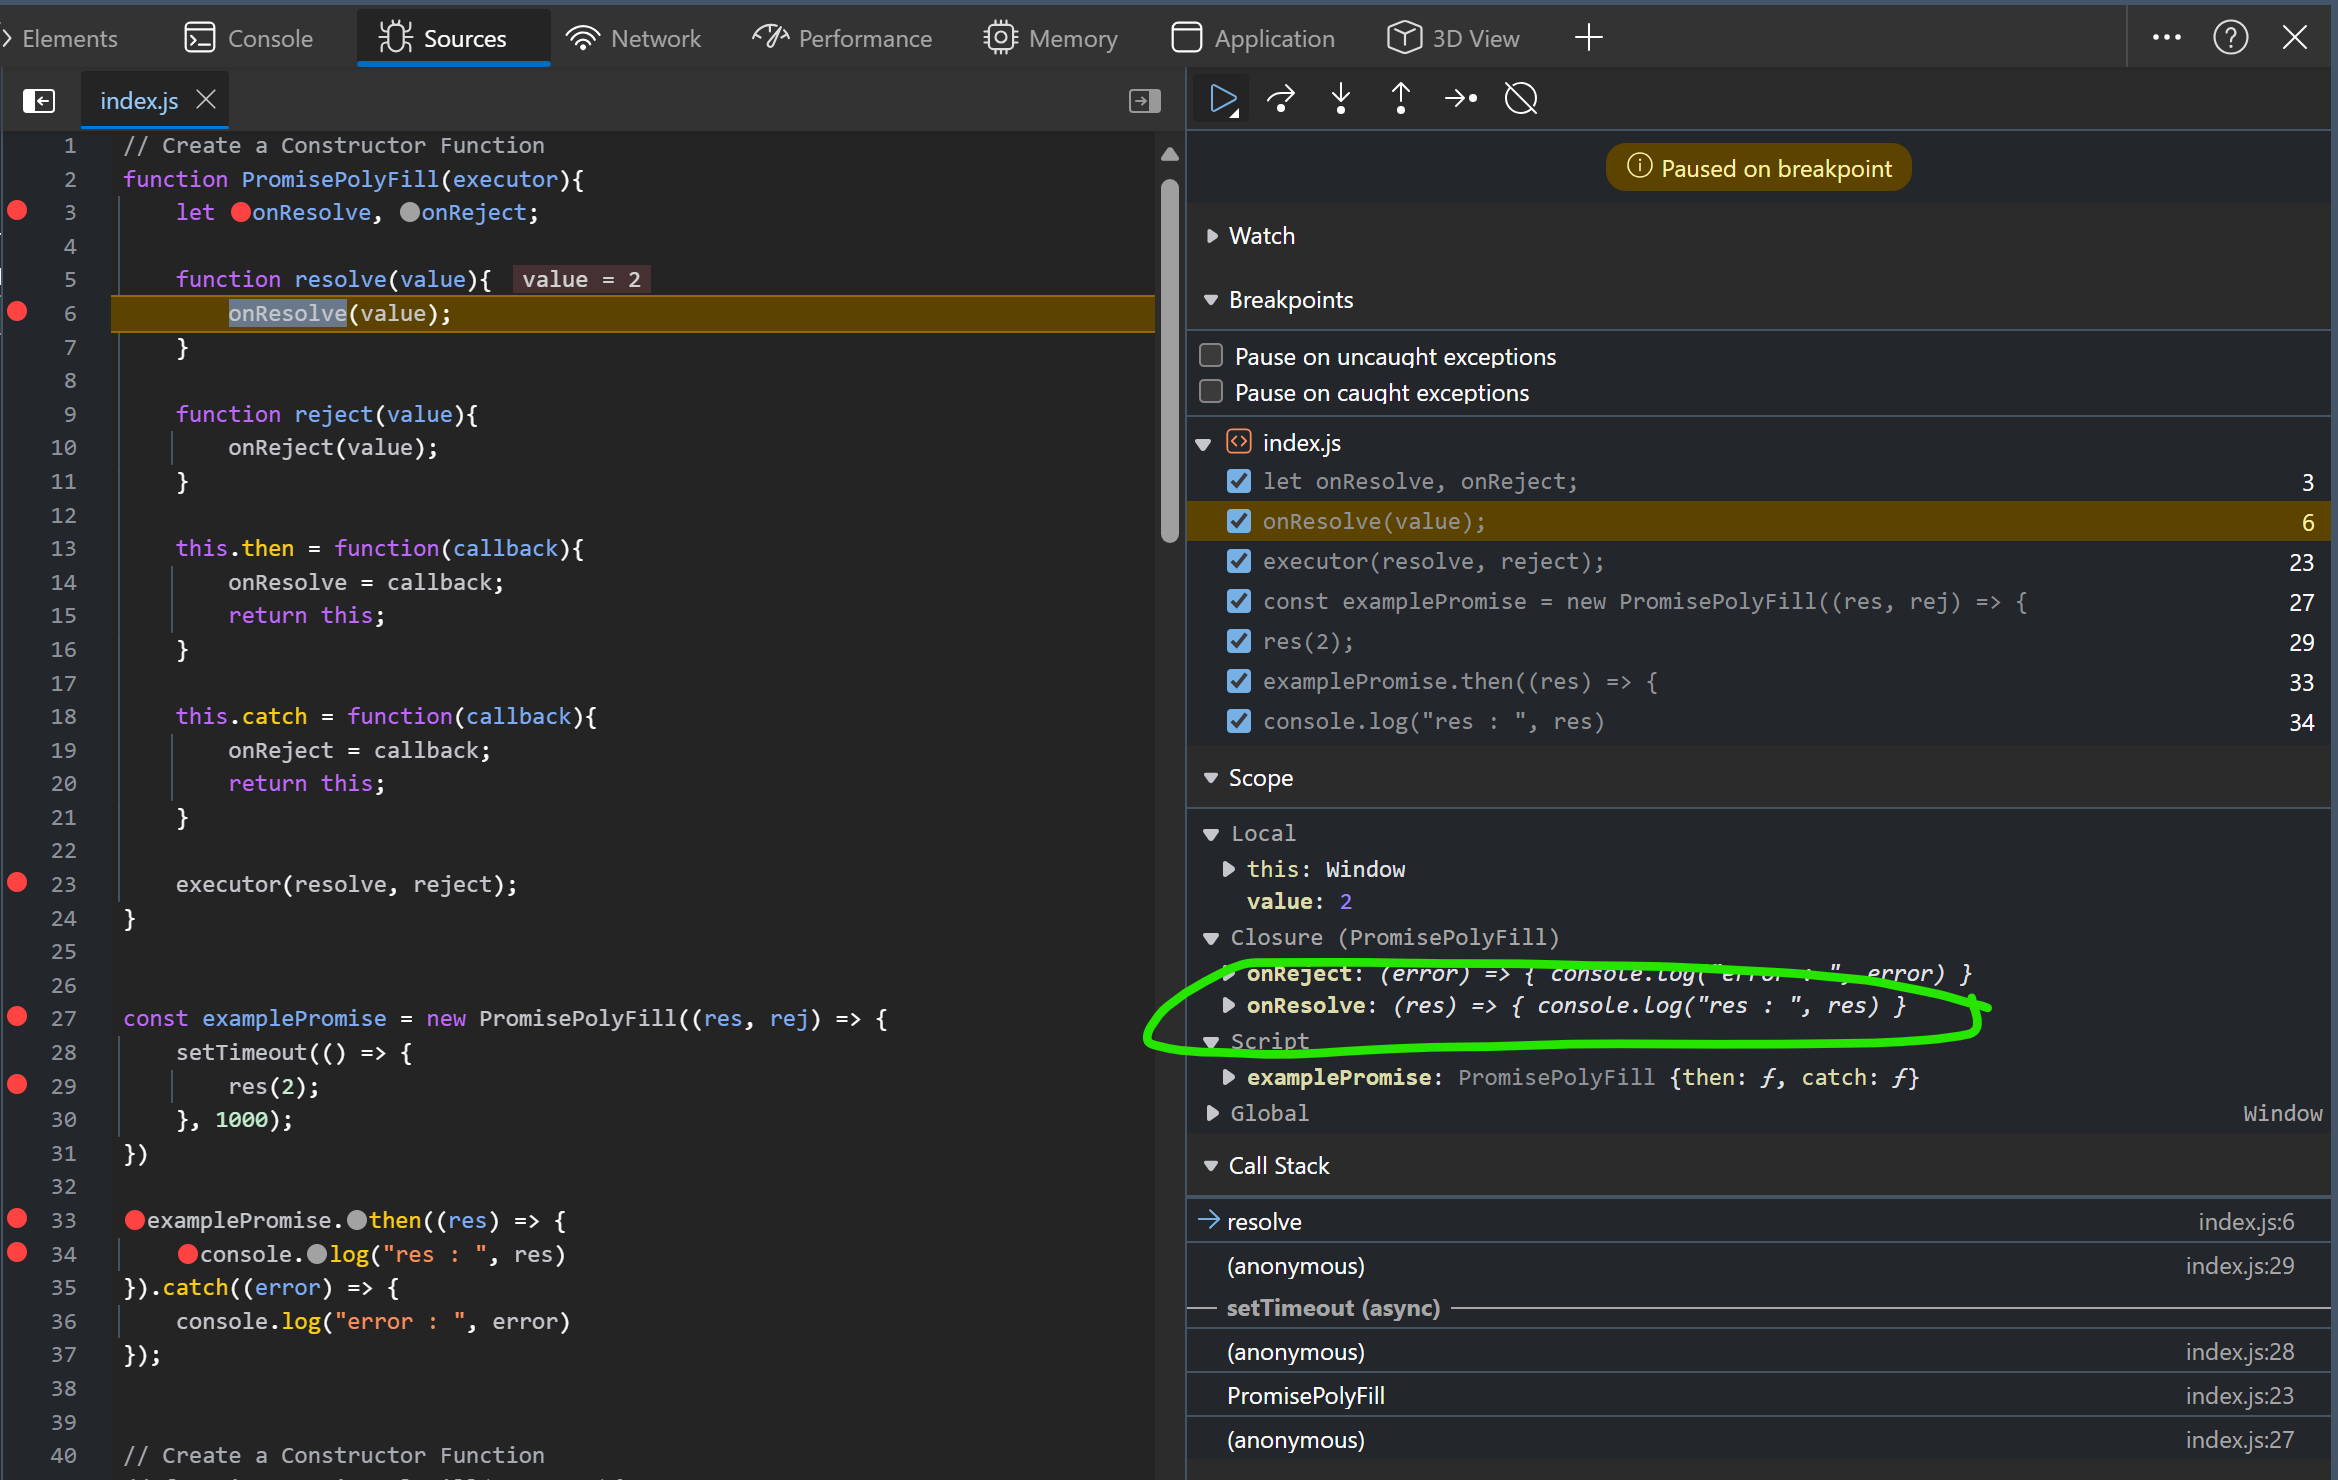 Elements Console Sources Network Performance Memory Application 3D View
index.js
1 // Create a Constructor Function
2 function PromisePolyFill(executor){
3 let onResolve, onReject;
4
5 function resolve(value){ value = 2
6 onResolve(value);
7 }
8
9 function reject(value){
10 onReject(value);
11 }
12
13 this.then = function(callback){
14 onResolve = callback;
15 return this;
16 }
17
18 this.catch = function(callback){
19 onReject = callback;
20 return this;
21 }
22
23 executor(resolve, reject);
24 }
25
26
27 const examplePromise = new PromisePolyFill((res, rej) => {
28 setTimeout(() => {
29 res(2);
30 }, 1000);
31 })
32
33 examplePromise.then((res) => {
34 console.log("res : ", res)
35 }).catch((error) => {
36 console.log("error : ", error)
37 });
38
39
40 // Create a Constructor Function
Paused on breakpoint
Watch
Breakpoints
Pause on uncaught exceptions
Pause on caught exceptions
index.js
let onResolve, onReject; 3
onResolve(value); 6
executor(resolve, reject); 23
const examplePromise = new PromisePolyFill((res, rej) => { 27
res(2); 29
examplePromise.then((res) => { 33
console.log("res : ", res) 34
Scope
Local
this: Window
value: 2
Closure (PromisePolyFill)
onReject: (error) => { console.log("error : ", error) }
onResolve: (res) => { console.log("res : ", res) }
Script
examplePromise: PromisePolyFill {then: ƒ, catch: ƒ}
Global Window
Call Stack
resolve index.js:6
(anonymous) index.js:29
setTimeout (async)
(anonymous) index.js:28
PromisePolyFill index.js:23
(anonymous) index.js:27